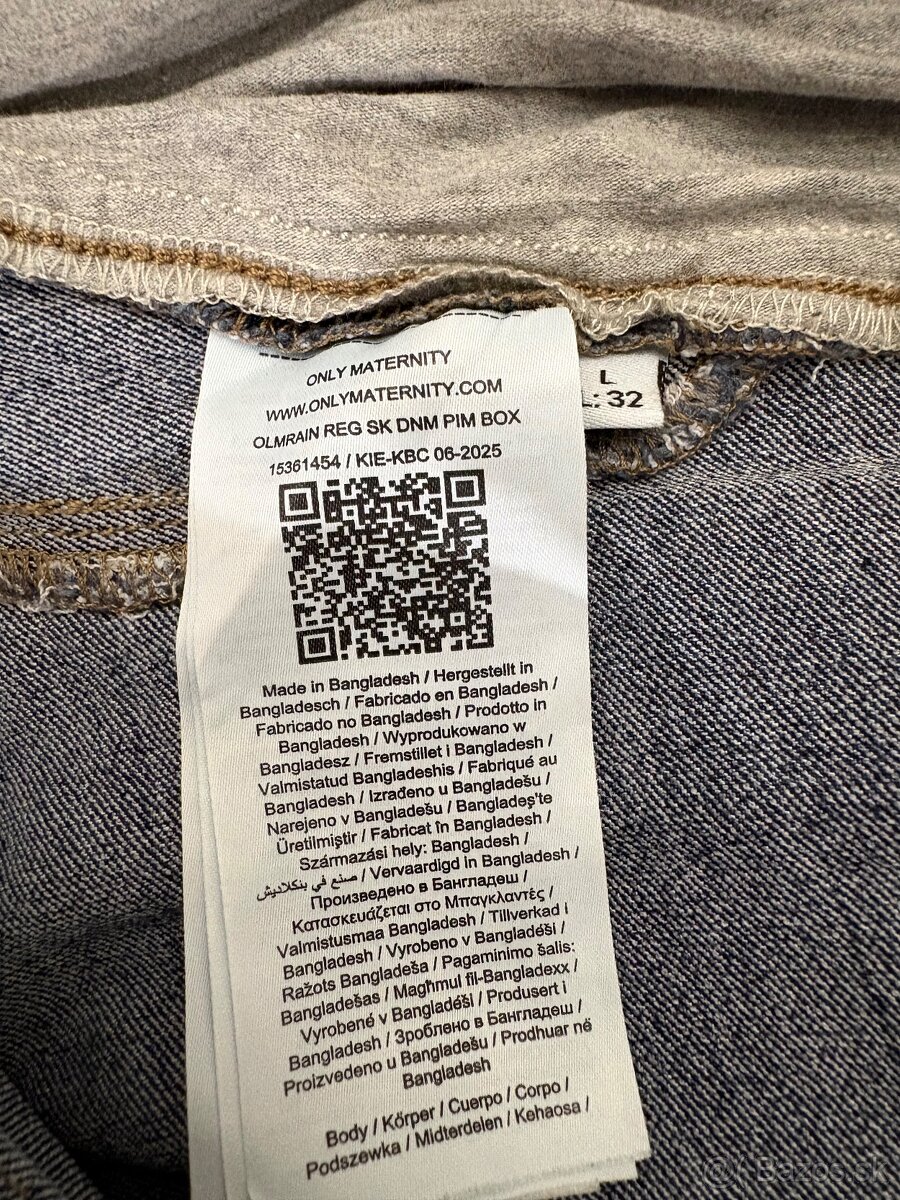 ONLY MATERNITY
WWW.ONLYMATERNITY.COM
OLMRAIN REG SK DNM PIM BOX
15361454 / KIE-KBC 06-2025
L
L: 32
Made in Bangladesh / Hergestellt in
Bangladesch / Fabricado en Bangladesh /
Fabricado no Bangladesh / Prodotto in
Bangladesh / Wyprodukowano w
Bangladesz / Fremstillet i Bangladesh /
Valmistatud Bangladeshis / Fabriqué au
Bangladesh / Izrađeno u Bangladešu /
Narejeno v Bangladešu / Bangladeş'te
Üretilmiştir / Fabricat în Bangladesh /
Származási hely: Bangladesh /
صنع في بنكلاديش / Vervaardigd in Bangladesh /
Произведено в Бангладеш /
Κατασκευάζεται στο Μπαγκλαντές /
Valmistusmaa Bangladesh / Tillverkad i
Bangladesh / Vyrobeno v Bangladéši /
Ražots Bangladeša / Pagaminimo šalis:
Bangladešas / Magħmul fil-Bangladexx /
Vyrobené v Bangladéši / Produsert i
Bangladesh / Зроблено в Бангладеш /
Proizvedeno u Bangladešu / Prodhuar në
Bangladesh
Body / Körper / Cuerpo / Corpo /
Podszewka / Midterdelen / Kehaosa /
Bazos.sk